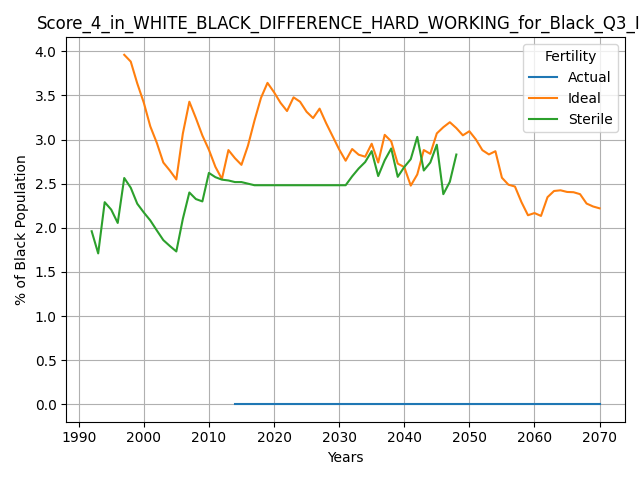 Score_4_in_WHITE_BLACK_DIFFERENCE_HARD_WORKING_for_Black_Q3_I
Fertility
Actual
Ideal
Sterile
% of Black Population
4.0
3.5
3.0
2.5
2.0
1.5
1.0
0.5
0.0
1990 2000 2010 2020 2030 2040 2050 2060 2070
Years